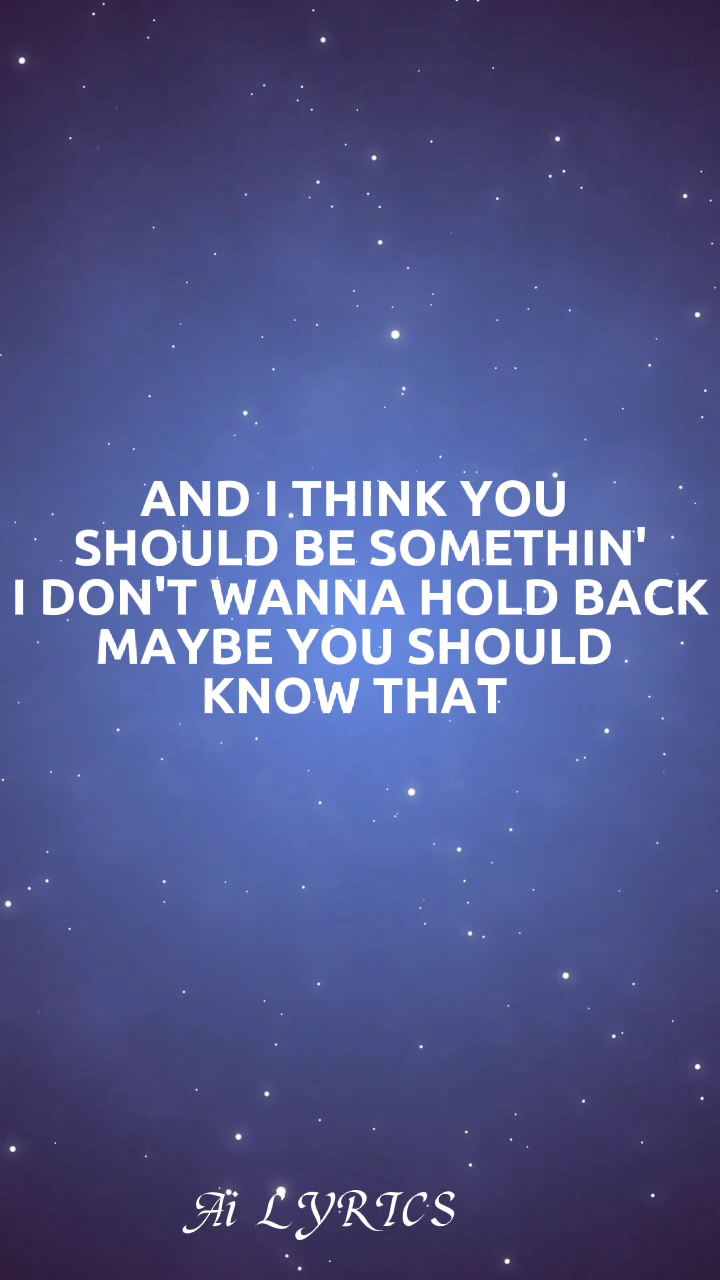 AND I THINK YOU
SHOULD BE SOMETHIN'
I DON'T WANNA HOLD BACK
MAYBE YOU SHOULD
KNOW THAT
Ai LYRICS